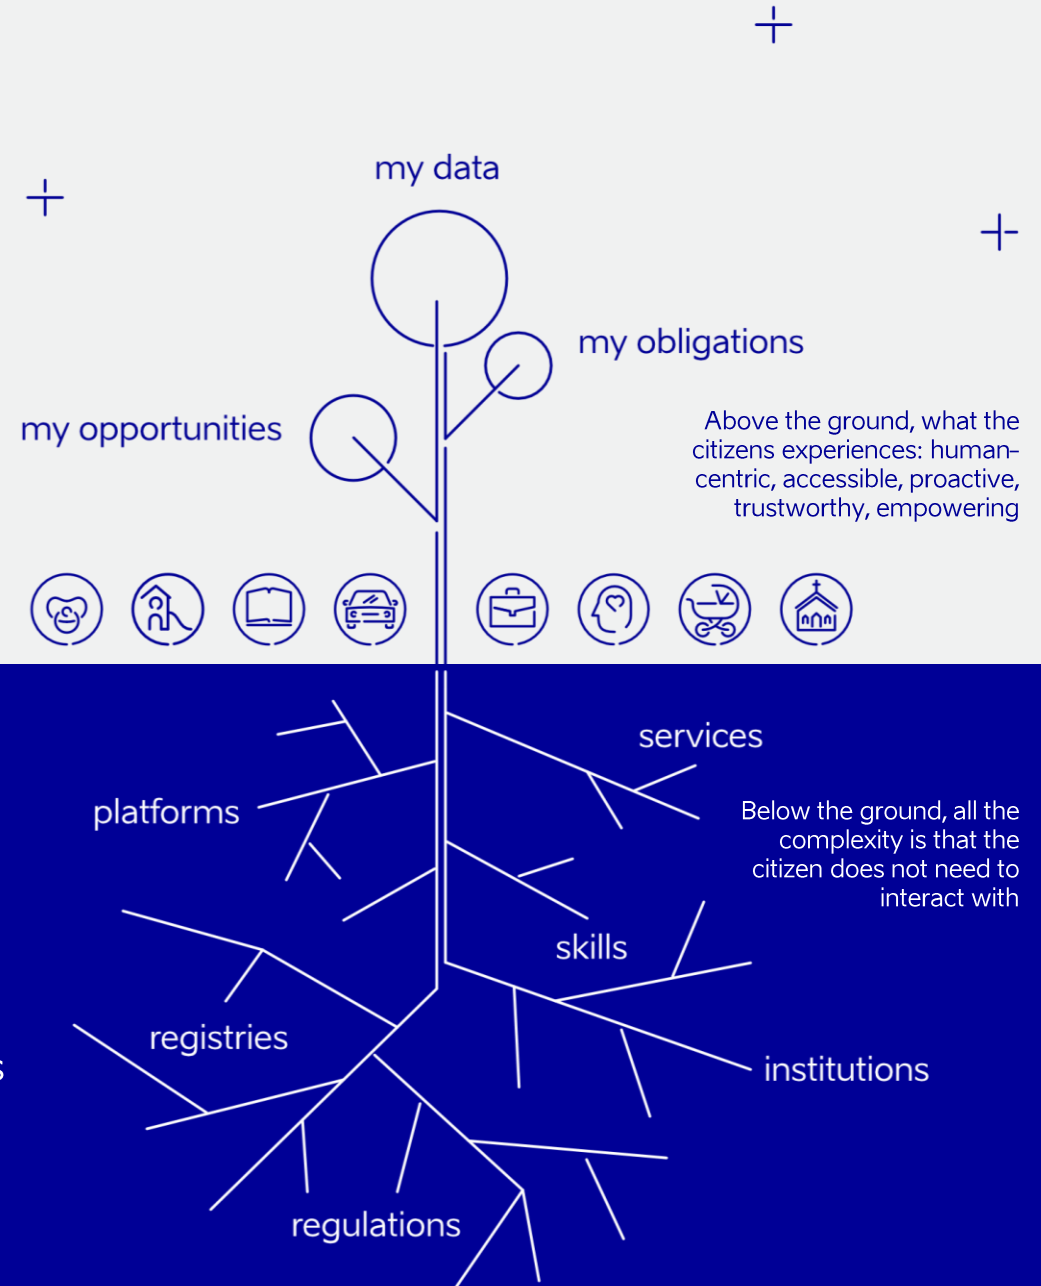 my data
my obligations
my opportunities
Above the ground, what the
citizens experiences: human-
centric, accessible, proactive,
trustworthy, empowering
services
platforms
Below the ground, all the
complexity is that the
citizen does not need to
interact with
skills
registries
s
institutions
regulations